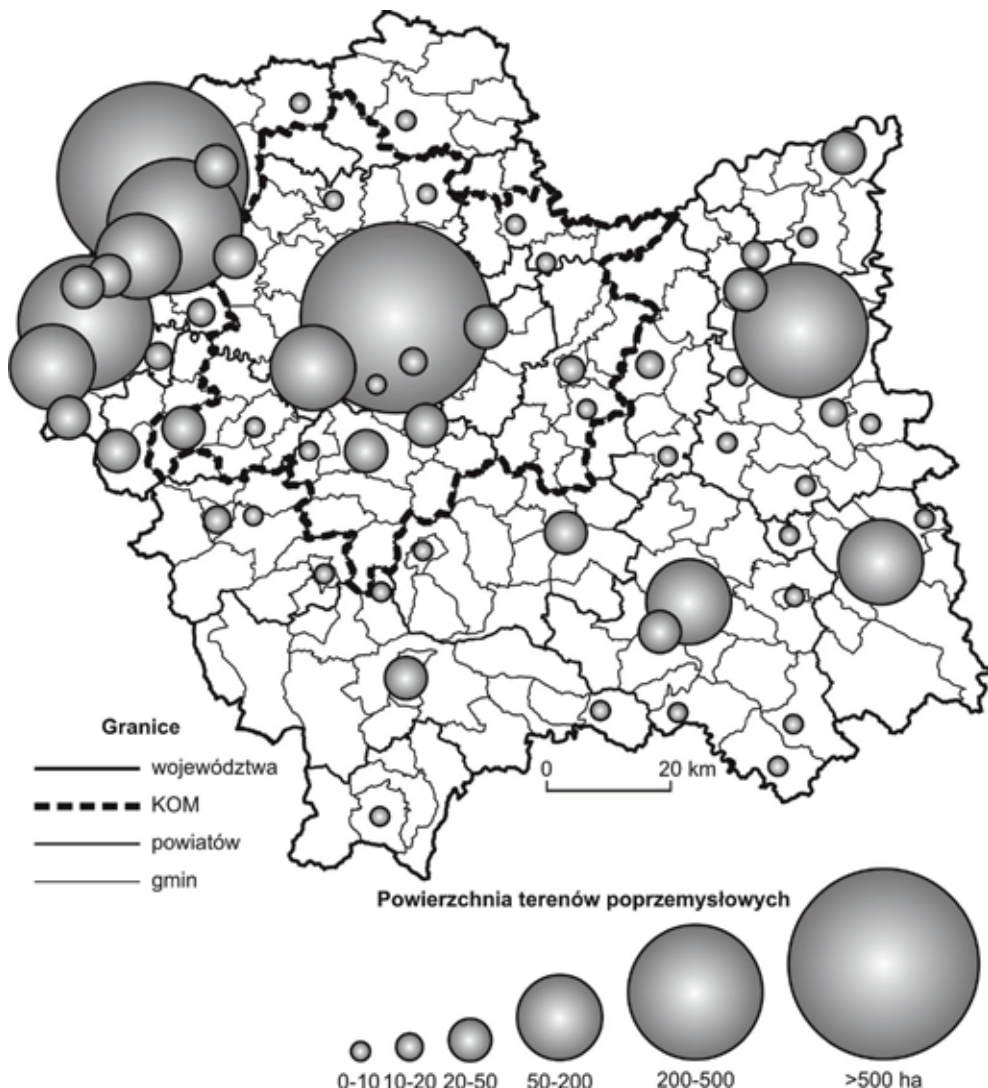 Granice
województwa
KOM
powiatów
gmin
0 20 km
Powierzchnia terenów poprzemysłowych
0-10 10-20 20-50 50-200 200-500 >500 ha